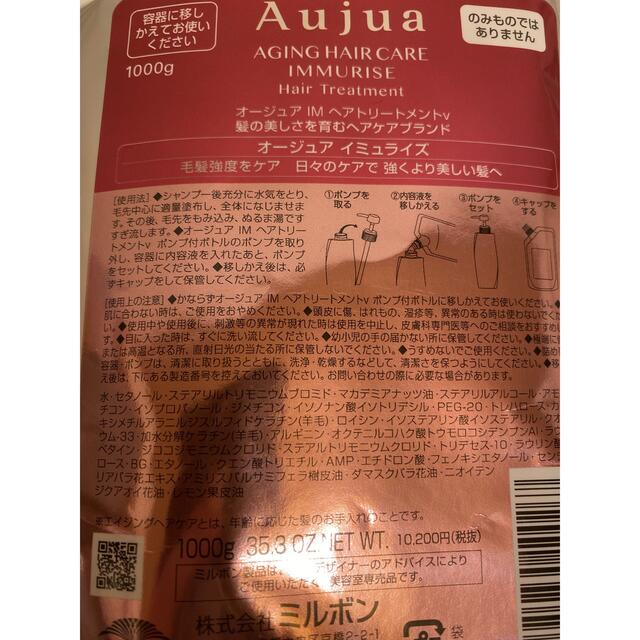 容器に移し
かえてお使い
ください
1000g
Aujua
AGING HAIR CARE
IMMURISE
Hair Treatment
のみものでは
ありません
オージュア IM ヘアトリートメントv
髪の美しさを育むヘアケアブランド
オージュア イミュライズ
毛髪強度をケア 日々のケアで 強くより美しい髪へ
[使用法]◆シャンプー後充分に水気をとり、
毛先中心に適量塗布し、全体になじませま
す。その後、毛先をもみ込み、ぬるま湯です
すぎ流します。◆オージュア IM ヘアトリー
トメントv ポンプ付ボトルのポンプを取り
外し、容器に内容液を入れたあと、ポンプ
をセットしてください。◆移しかえ後は、必
ずキャップをして保管してください。
①ポンプを
取る
②内容液を
移しかえる
③ポンプを
セット
④キャップを
する
[使用上の注意]◆かならずオージュア IM ヘアトリートメントv ポンプ付ボトルに移しかえてお使いください。
肌に合わない時は、ご使用をおやめください。◆頭皮に傷、はれもの、湿疹等、異常のある時は使わないでくだ
◆使用中や使用後に、刺激等の異常が現れた時は使用を中止し、皮膚科専門医等へのご相談をおすすめし
す。◆目に入った時は、すぐに洗い流してください。◆幼小児の手の届かない所に保管してください。◆極端に
または高温となる所、直射日光の当たる所に保管しないでください。◆うすめないでご使用ください。◆詰め
容器・ポンプは、清潔に取り扱うとともに、洗浄・乾燥するなどして、清潔さを保つようにしてください。◆移
え後は、下にある製造番号を控えておいてください。お問い合わせの際に必要な場合があります。
水・セタノール・ステアリルトリモニウムブロミド・マカデミアナッツ油・ステアリルアルコール・アモ
チコン・イソプロパノール・ジメチコン・イソノナン酸イソトリデシル・PEG-20・トレハロース・カ
キシメチルアラニルジスルフィドケラチン(羊毛)・ロイシン・イソステアリン酸イソステアリル・クオ
ウム-33・加水分解ケラチン(羊毛)・アルギニン・オクテニルコハク酸トウモロコシデンプンAl・ラ
ベタイン・ジココジモニウムクロリド・ステアルトリモニウムクロリド・トリデセス-10・ラウリン酸
ロース・BG・エタノール・クエン酸トリエチル・AMP・エチドロン酸・フェノキシエタノール・セン
リアバラ花エキス・アミリスバルサミフェラ樹皮油・ダマスクバラ花油・ニオイテン
ジクアオイ花油・レモン果皮油
※エイジングヘアケアとは、年齢に応じた髪のお手入れのことです。
1000g 35.3 OZ.NET WT. 10,200円(税抜)
ミルボン製品は、
デザイナーのアドバイスにより
ご使用いただく、美容室専売品です。
株式会社 ミルボン
2-2-1
袋